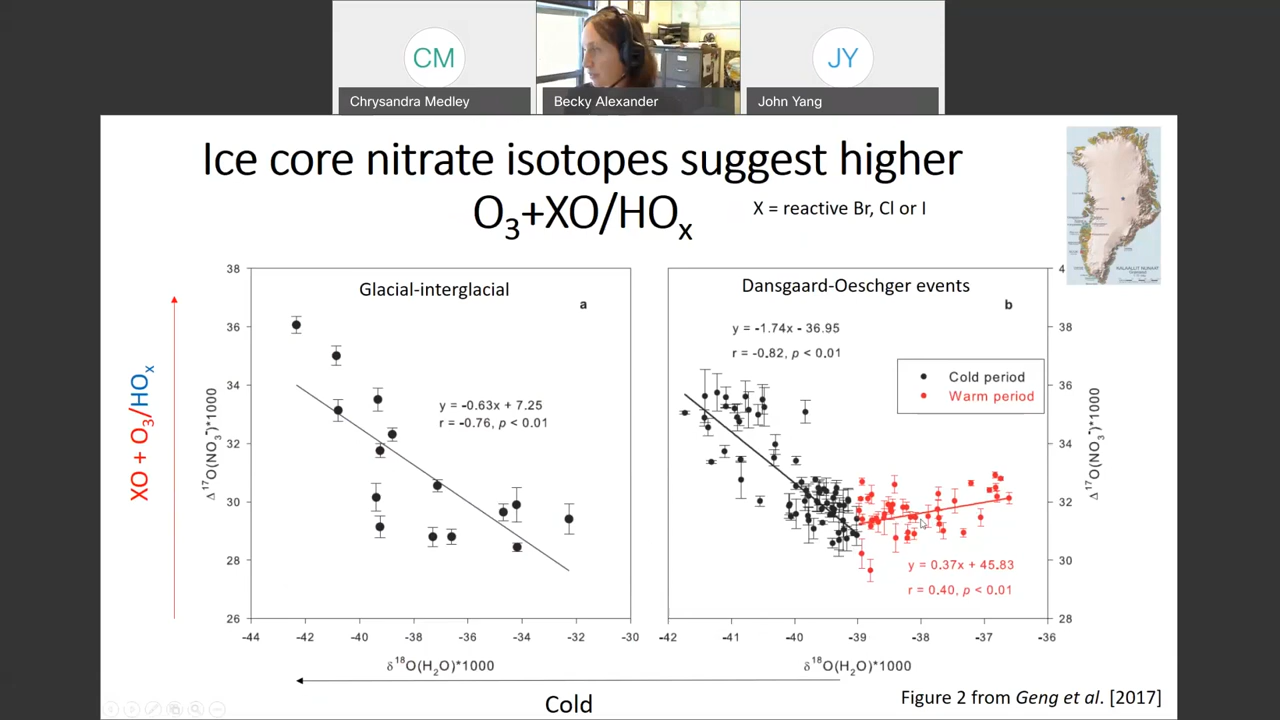 CM
JY
Chrysandra Medley
Becky Alexander
John Yang
Ice core nitrate isotopes suggest higher
O₃+XO/HOₓ
X = reactive Br, Cl or I
KALAALLIT NUNAAT
XO + O₃/HOₓ
Glacial-interglacial
a
y = -0.63x + 7.25
r = -0.76, p < 0.01
38
36
34
32
30
28
26
Δ¹⁷O(NO₃⁻)*1000
-44
-42
-40
-38
-36
-34
-32
-30
δ¹⁸O(H₂O)*1000
Dansgaard-Oeschger events
b
y = -1.74x - 36.95
r = -0.82, p < 0.01
Cold period
Warm period
y = 0.37x + 45.83
r = 0.40, p < 0.01
4
38
36
34
32
30
28
Δ¹⁷O(NO₃⁻)*1000
-42
-41
-40
-39
-38
-37
-36
δ¹⁸O(H₂O)*1000
Cold
Figure 2 from Geng et al. [2017]